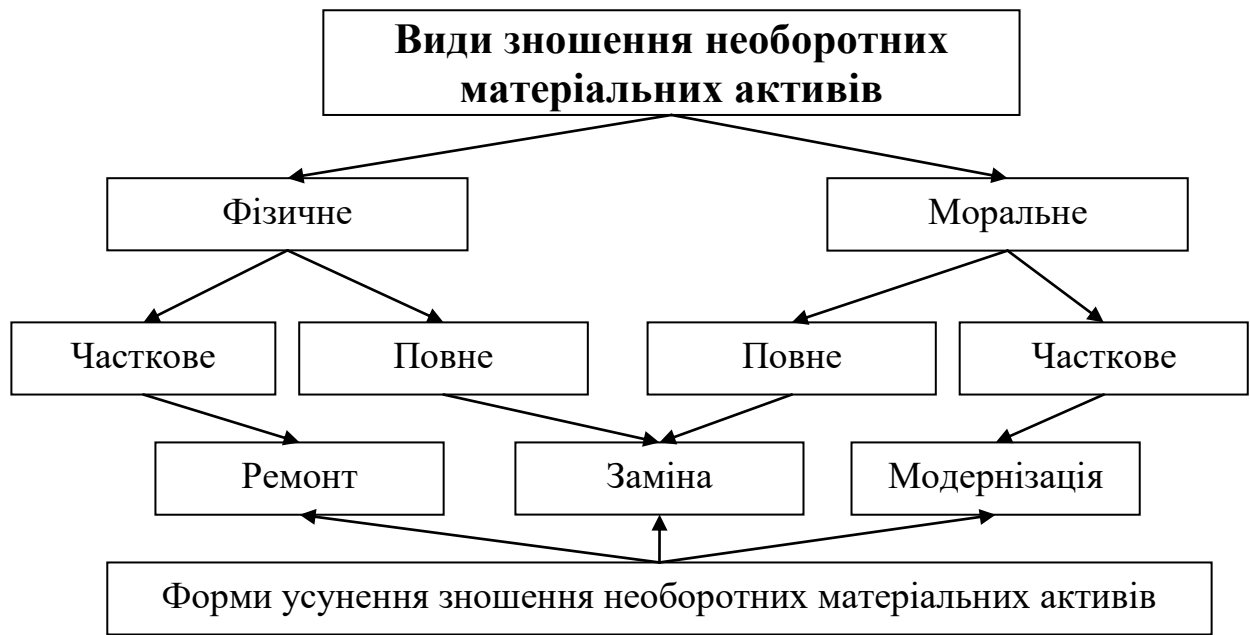 Види зношення необоротних
матеріальних активів
Фізичне
Моральне
Часткове
Повне
Повне
Часткове
Ремонт
Заміна
Модернізація
Форми усунення зношення необоротних матеріальних активів